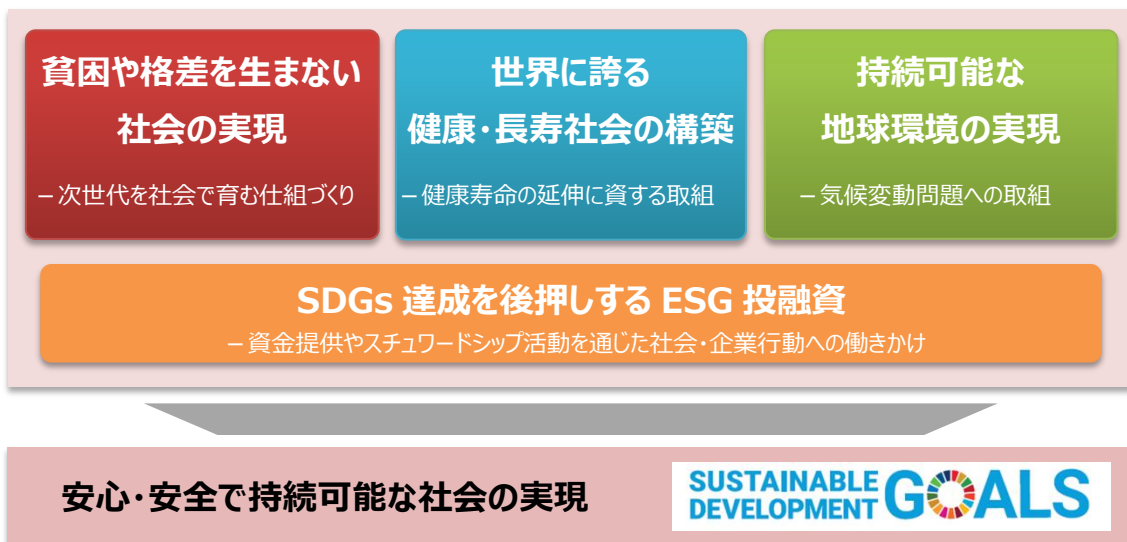 貧困や格差を生まない
社会の実現
－次世代を社会で育む仕組づくり
世界に誇る
健康・長寿社会の構築
－健康寿命の延伸に資する取組
持続可能な
地球環境の実現
－気候変動問題への取組
SDGs 達成を後押しする ESG 投融資
－資金提供やスチュワードシップ活動を通じた社会・企業行動への働きかけ
安心・安全で持続可能な社会の実現
SUSTAINABLE
DEVELOPMENT GOALS